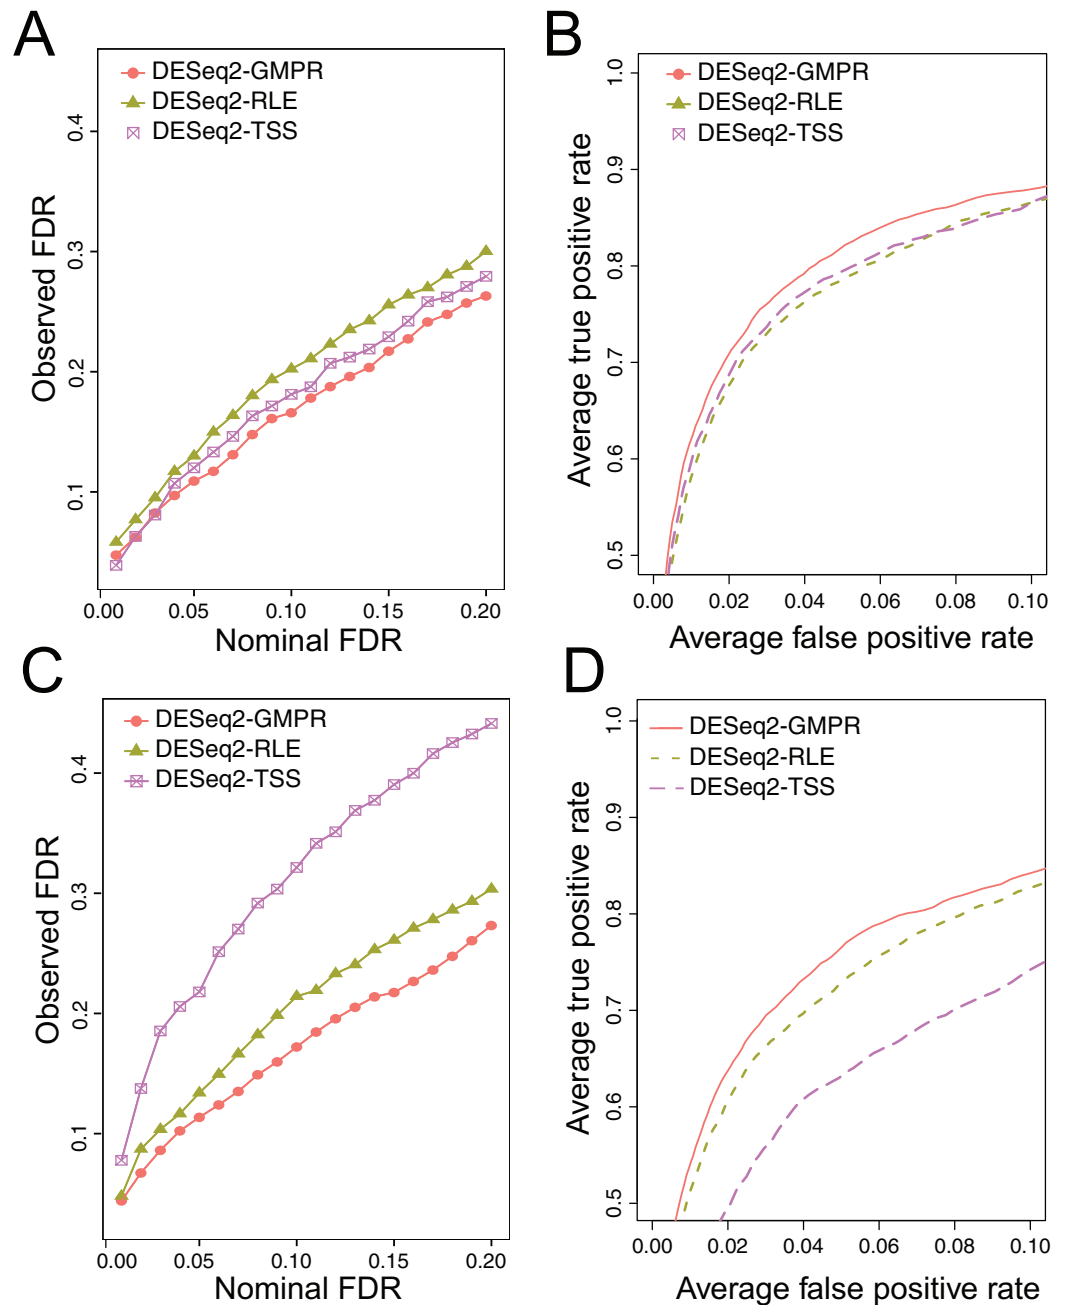 A
DESeq2-GMPR
DESeq2-RLE
DESeq2-TSS
Observed FDR
0.4
0.3
0.2
0.1
0.00 0.05 0.10 0.15 0.20
Nominal FDR
B
DESeq2-GMPR
DESeq2-RLE
DESeq2-TSS
Average true positive rate
1.0
0.9
0.8
0.7
0.6
0.5
0.00 0.02 0.04 0.06 0.08 0.10
Average false positive rate
C
DESeq2-GMPR
DESeq2-RLE
DESeq2-TSS
Observed FDR
0.4
0.3
0.2
0.1
0.00 0.05 0.10 0.15 0.20
Nominal FDR
D
DESeq2-GMPR
DESeq2-RLE
DESeq2-TSS
Average true positive rate
1.0
0.9
0.8
0.7
0.6
0.5
0.00 0.02 0.04 0.06 0.08 0.10
Average false positive rate